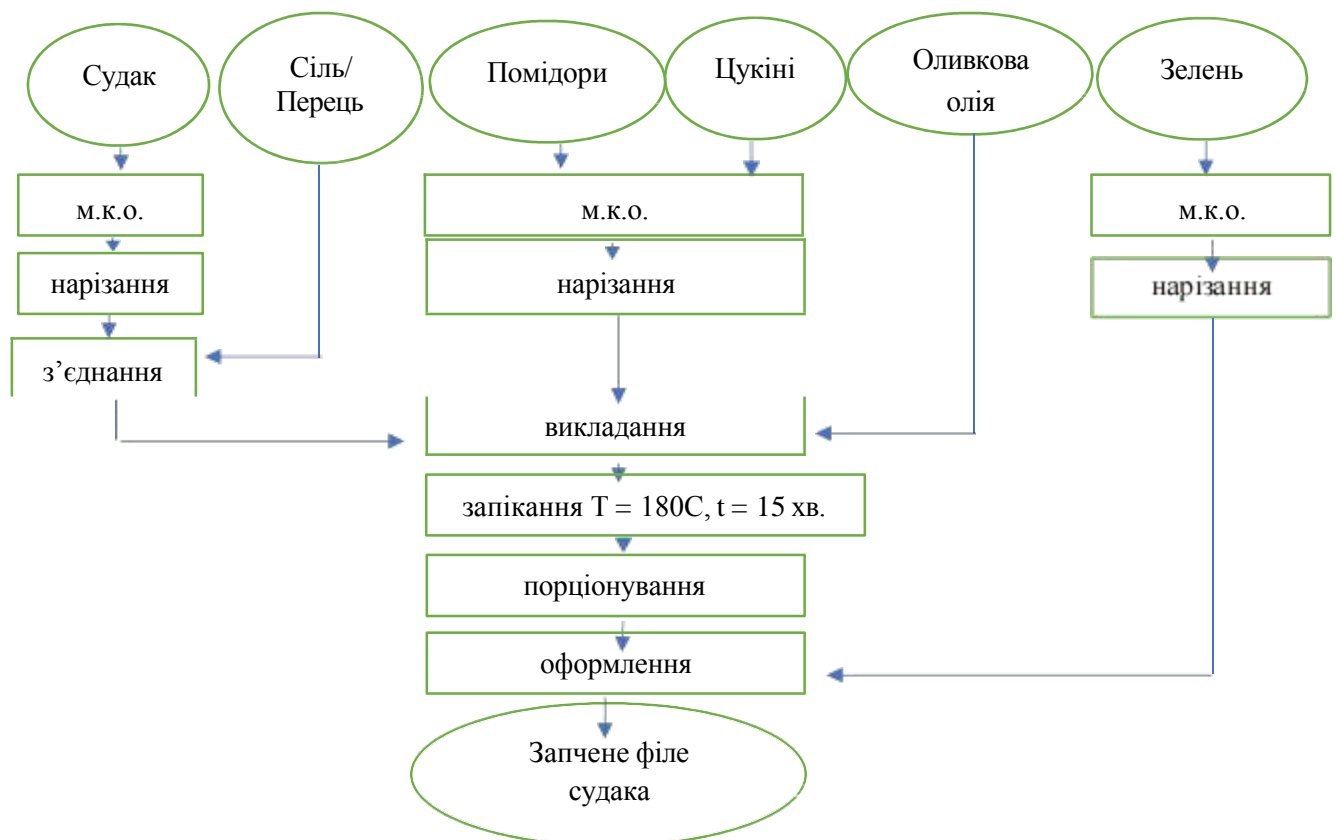 Судак
Сіль/
Перець
Помідори
Цукіні
Оливкова
олія
Зелень
м.к.о.
м.к.о.
м.к.о.
нарізання
нарізання
нарізання
з’єднання
викладання
запікання T = 180C, t = 15 хв.
порціонування
оформлення
Запчене філе
судака